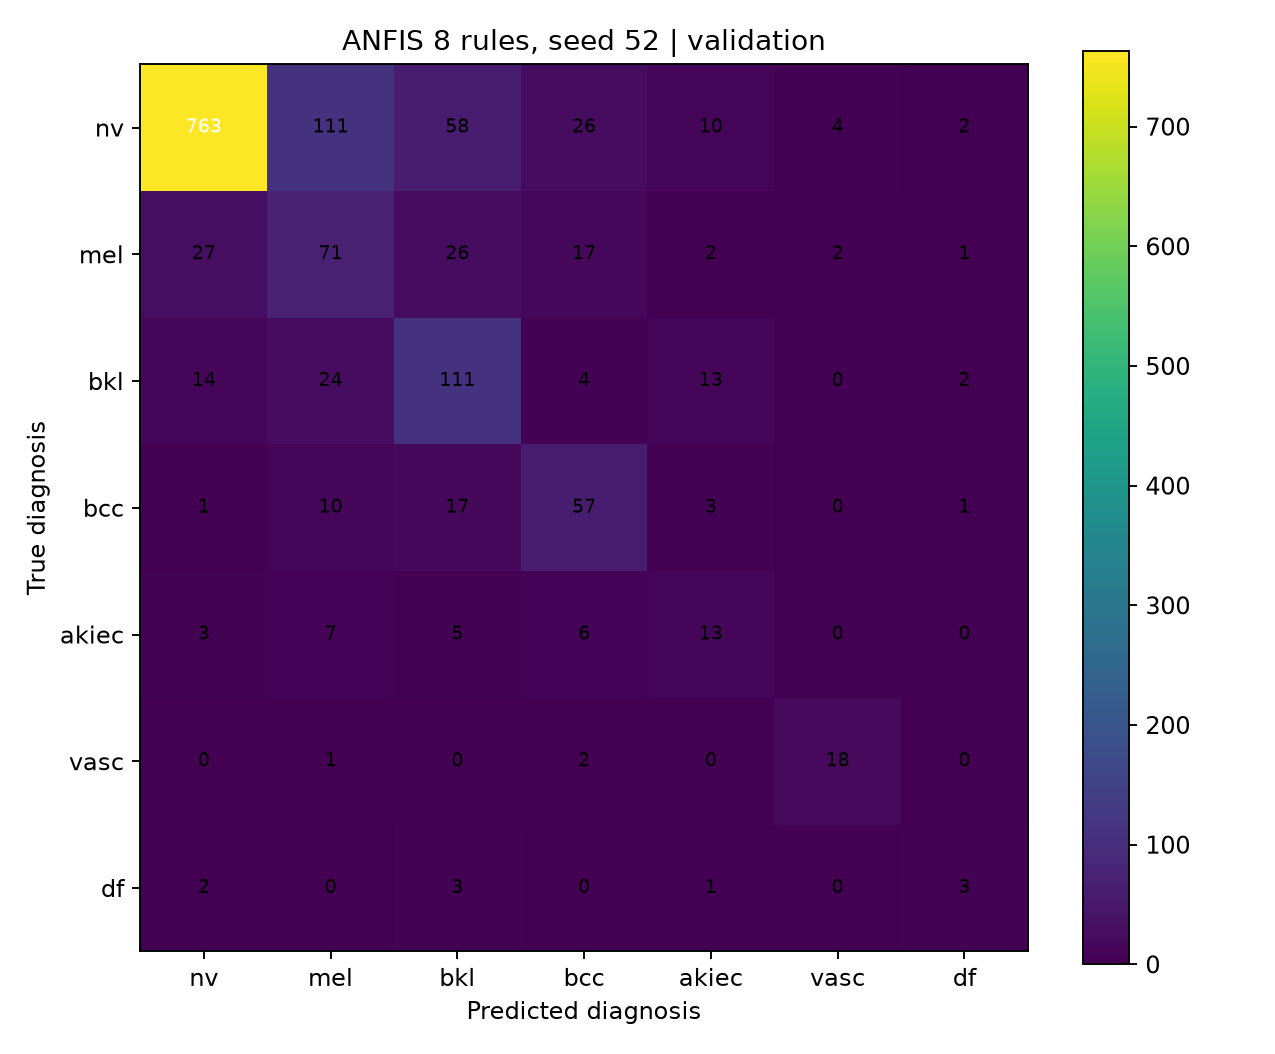 ANFIS 8 rules, seed 52 | validation
nv 763 111 58 26 10 4 2
mel 27 71 26 17 2 2 1
bkl 14 24 111 4 13 0 2
bcc 1 10 17 57 3 0 1
akiec 3 7 5 6 13 0 0
vasc 0 1 0 2 0 18 0
df 2 0 3 0 1 0 3
nv mel bkl bcc akiec vasc df
Predicted diagnosis
True diagnosis
700
600
500
400
300
200
100
0